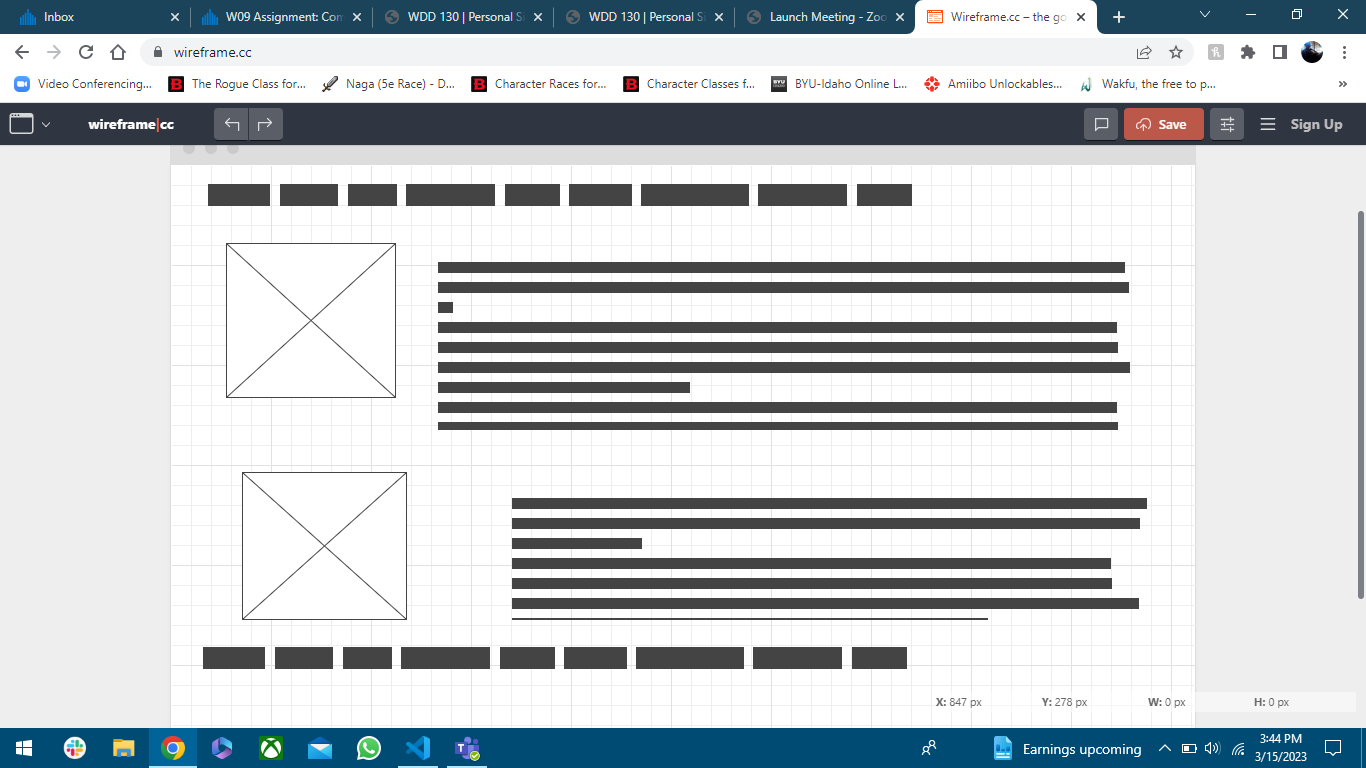 Inbox
W09 Assignment: Con
WDD 130 | Personal Si
WDD 130 | Personal Si
Launch Meeting - Zoo
Wireframe.cc – the go
wireframe.cc
Video Conferencing...
The Rogue Class for...
Naga (5e Race) - D...
Character Races for...
Character Classes f...
BYU-Idaho Online L...
Amiibo Unlockables...
Wakfu, the free to p...
»
wireframe|cc
Save
Sign Up
X: 847 px Y: 278 px W: 0 px H: 0 px
Earnings upcoming
3:44 PM
3/15/2023